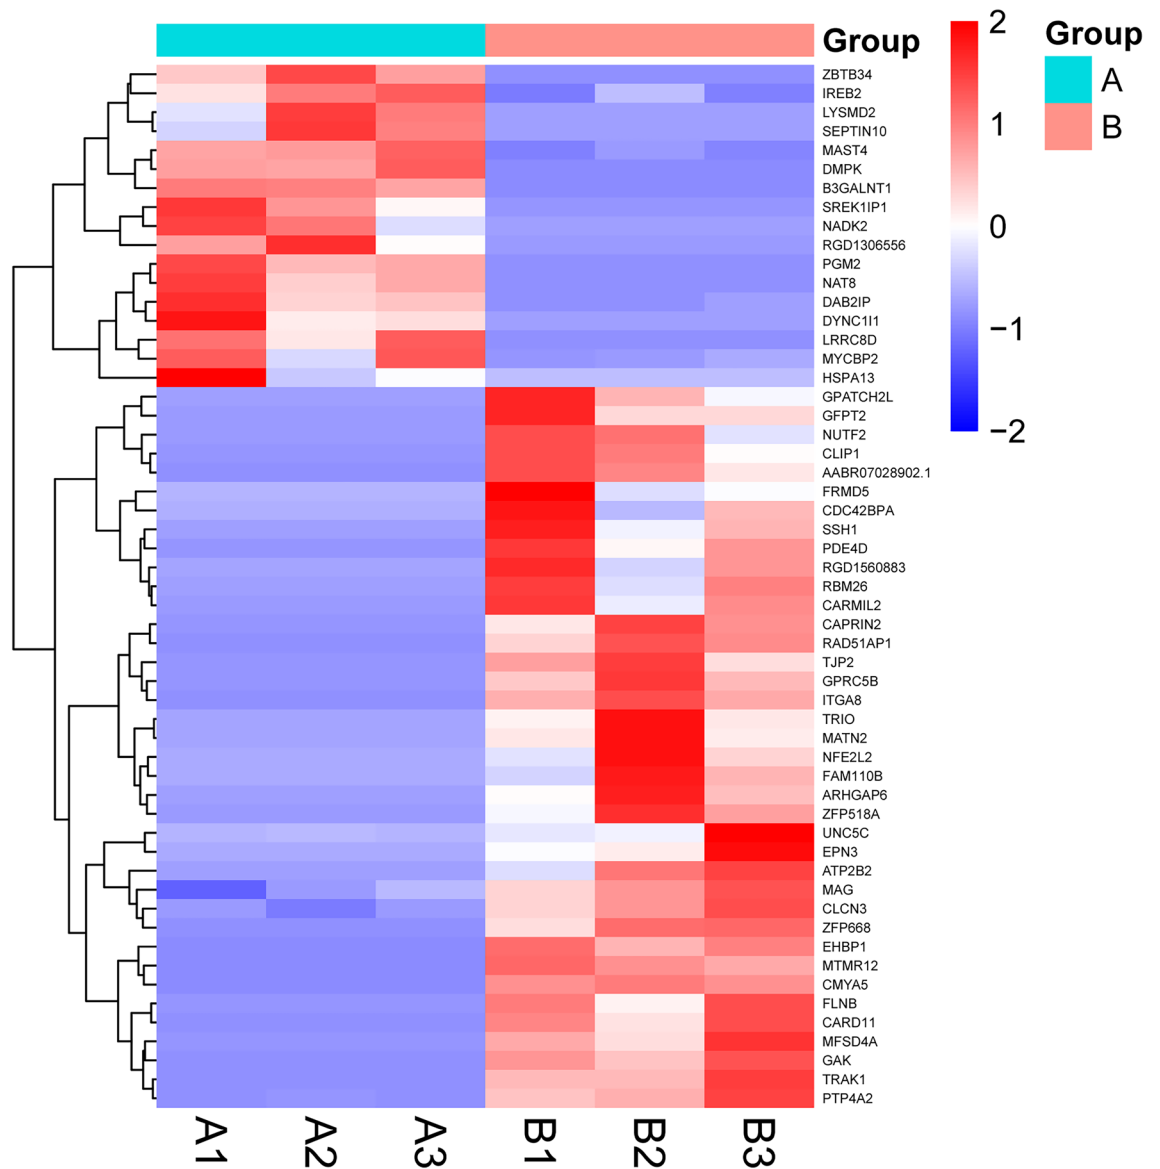 Group
ZBTB34
IREB2
LYSMD2
SEPTIN10
MAST4
DMPK
B3GALNT1
SREK1IP1
NADK2
RGD1306556
PGM2
NAT8
DAB2IP
DYNC1I1
LRRC8D
MYCBP2
HSPA13
GPATCH2L
GFPT2
NUTF2
CLIP1
AABR07028902.1
FRMD5
CDC42BPA
SSH1
PDE4D
RGD1560883
RBM26
CARMIL2
CAPRIN2
RAD51AP1
TJP2
GPRC5B
ITGA8
TRIO
MATN2
NFE2L2
FAM110B
ARHGAP6
ZFP518A
UNC5C
EPN3
ATP2B2
MAG
CLCN3
ZFP668
EHBP1
MTMR12
CMYA5
FLNB
CARD11
MFSD4A
GAK
TRAK1
PTP4A2
A1 A2 A3 B1 B2 B3
2
1
0
−1
−2
Group
A
B